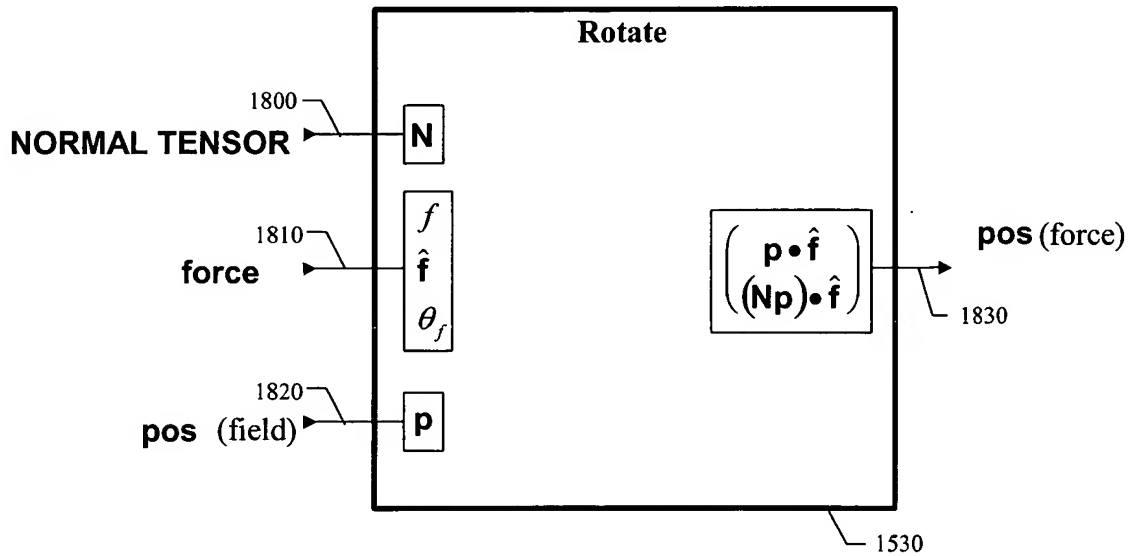 Rotate
1800
NORMAL TENSOR
N
1810
force
f
f̂
θ_f
1820
pos (field)
p
p • f̂
(Np) • f̂
pos (force)
1830
1530